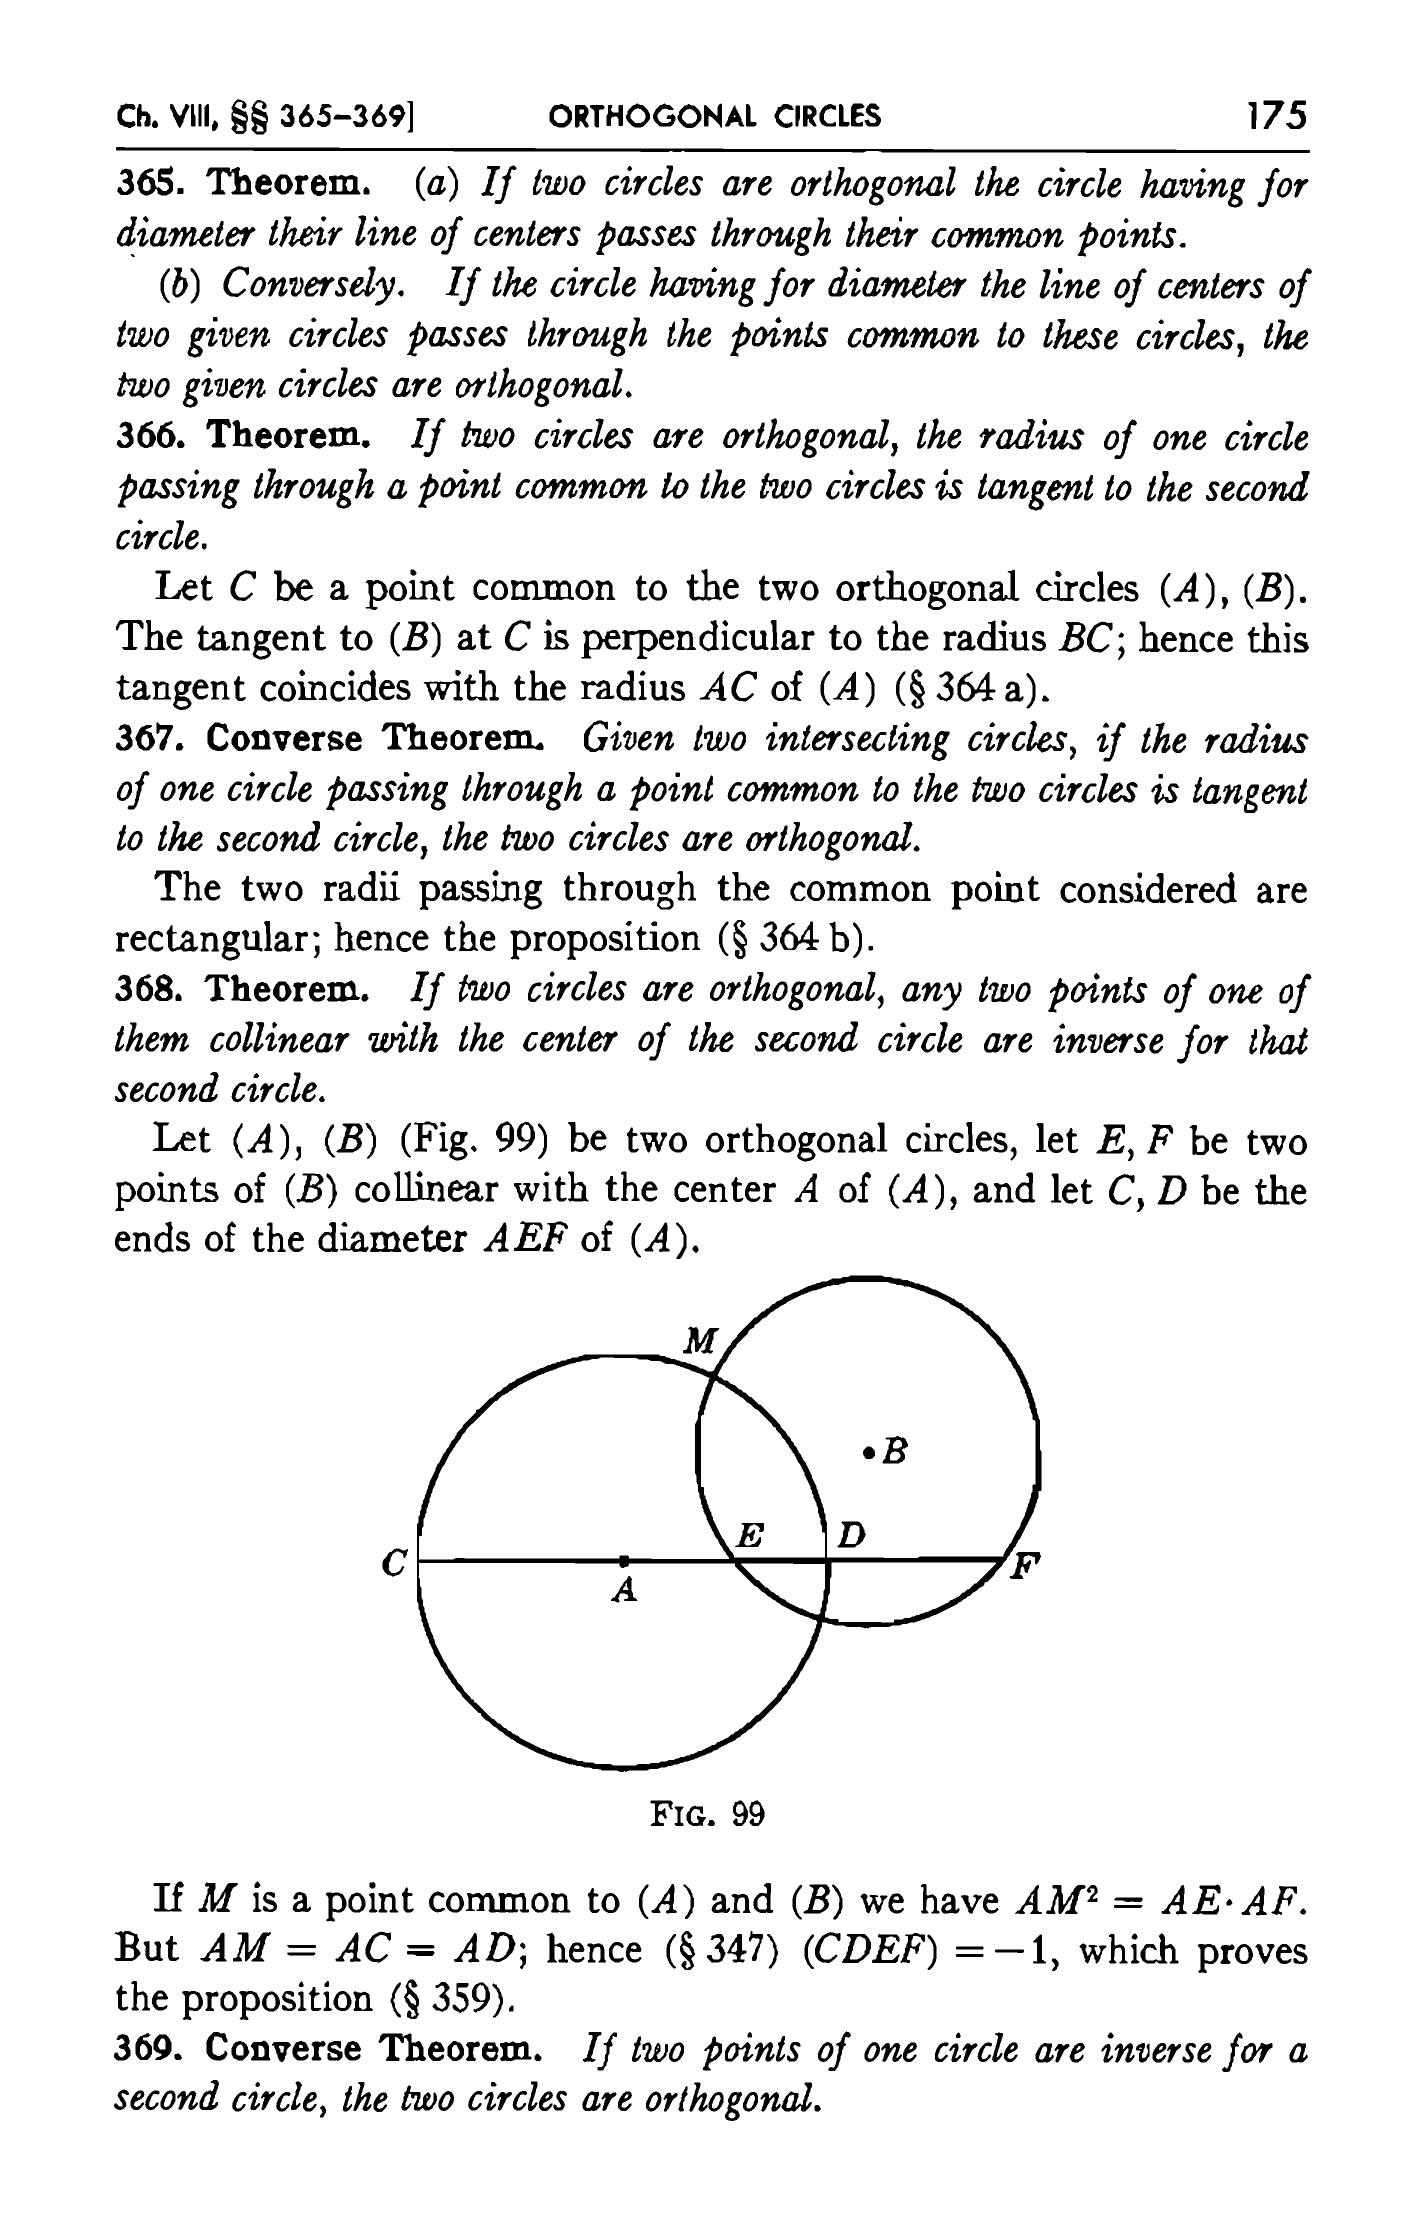 Ch. VIII, §§ 365–369] ORTHOGONAL CIRCLES 175
365. Theorem. (a) If two circles are orthogonal the circle having for
diameter their line of centers passes through their common points.
(b) Conversely. If the circle having for diameter the line of centers of
two given circles passes through the points common to these circles, the
two given circles are orthogonal.
366. Theorem. If two circles are orthogonal, the radius of one circle
passing through a point common to the two circles is tangent to the second
circle.
Let C be a point common to the two orthogonal circles (A), (B).
The tangent to (B) at C is perpendicular to the radius BC; hence this
tangent coincides with the radius AC of (A) (§ 364 a).
367. Converse Theorem. Given two intersecting circles, if the radius
of one circle passing through a point common to the two circles is tangent
to the second circle, the two circles are orthogonal.
The two radii passing through the common point considered are
rectangular; hence the proposition (§ 364 b).
368. Theorem. If two circles are orthogonal, any two points of one of
them collinear with the center of the second circle are inverse for that
second circle.
Let (A), (B) (Fig. 99) be two orthogonal circles, let E, F be two
points of (B) collinear with the center A of (A), and let C, D be the
ends of the diameter AEF of (A).
M
B
E D
C F
A
FIG. 99
If M is a point common to (A) and (B) we have AM² = AE·AF.
But AM = AC = AD; hence (§ 347) (CDEF) = −1, which proves
the proposition (§ 359).
369. Converse Theorem. If two points of one circle are inverse for a
second circle, the two circles are orthogonal.